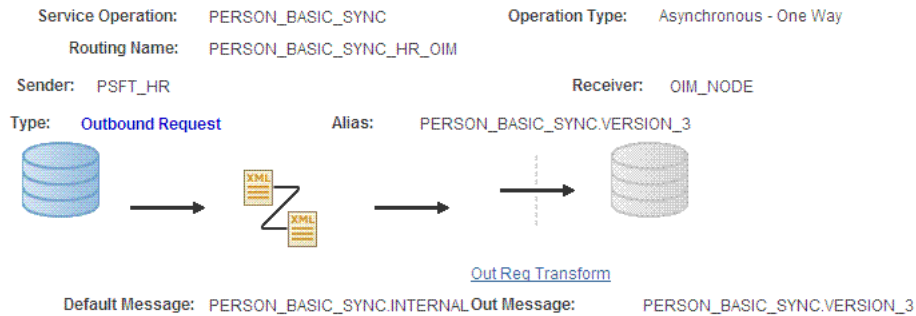 Service Operation: PERSON_BASIC_SYNC Operation Type: Asynchronous - One Way
Routing Name: PERSON_BASIC_SYNC_HR_OIM
Sender: PSFT_HR Receiver: OIM_NODE
Type: Outbound Request Alias: PERSON_BASIC_SYNC.VERSION_3
XML
XML
Out Req Transform
Default Message: PERSON_BASIC_SYNC.INTERNAL Out Message: PERSON_BASIC_SYNC.VERSION_3